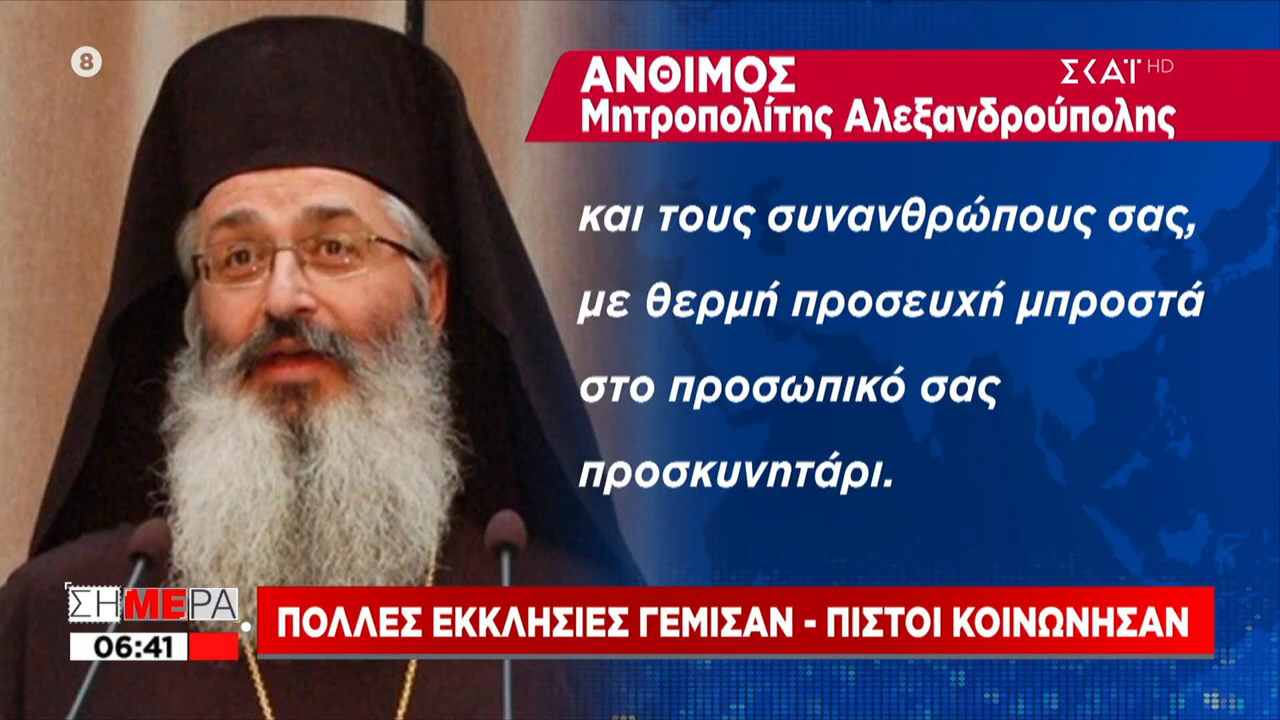 8
ΑΝΘΙΜΟΣ
ΣΚΑΪ HD
Μητροπολίτης Αλεξανδρούπολης
και τους συνανθρώπους σας,
με θερμή προσευχή μπροστά
στο προσωπικό σας
προσκυνητάρι.
ΣΗΜΕΡΑ
06:41
ΠΟΛΛΕΣ ΕΚΚΛΗΣΙΕΣ ΓΕΜΙΣΑΝ - ΠΙΣΤΟΙ ΚΟΙΝΩΝΗΣΑΝ